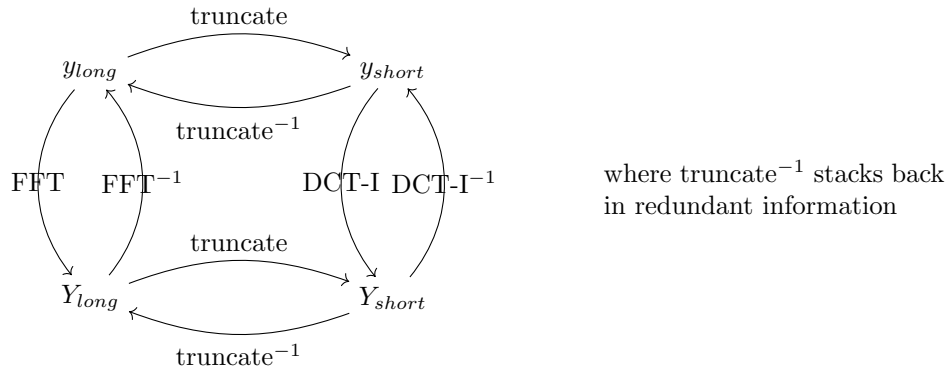 truncate
y_long y_short
truncate⁻¹
FFT FFT⁻¹ DCT-I DCT-I⁻¹
where truncate⁻¹ stacks back
in redundant information
truncate
Y_long Y_short
truncate⁻¹